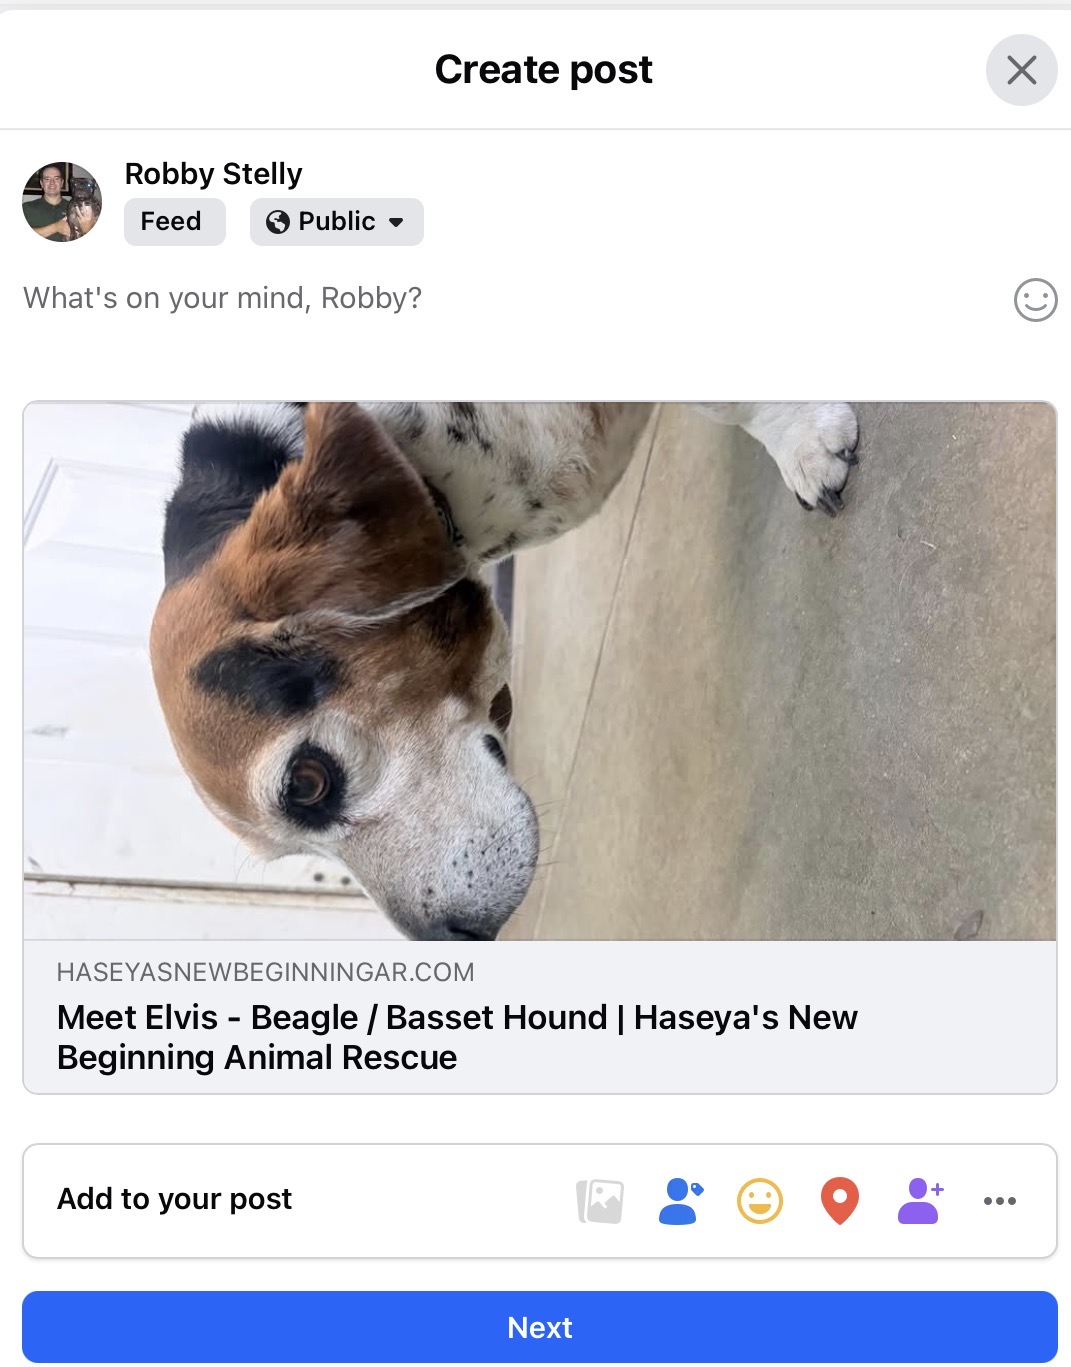 Create post
Robby Stelly
Feed
Public
What's on your mind, Robby?
HASEYASNEWBEGINNINGAR.COM
Meet Elvis - Beagle / Basset Hound | Haseya's New
Beginning Animal Rescue
Add to your post
Next